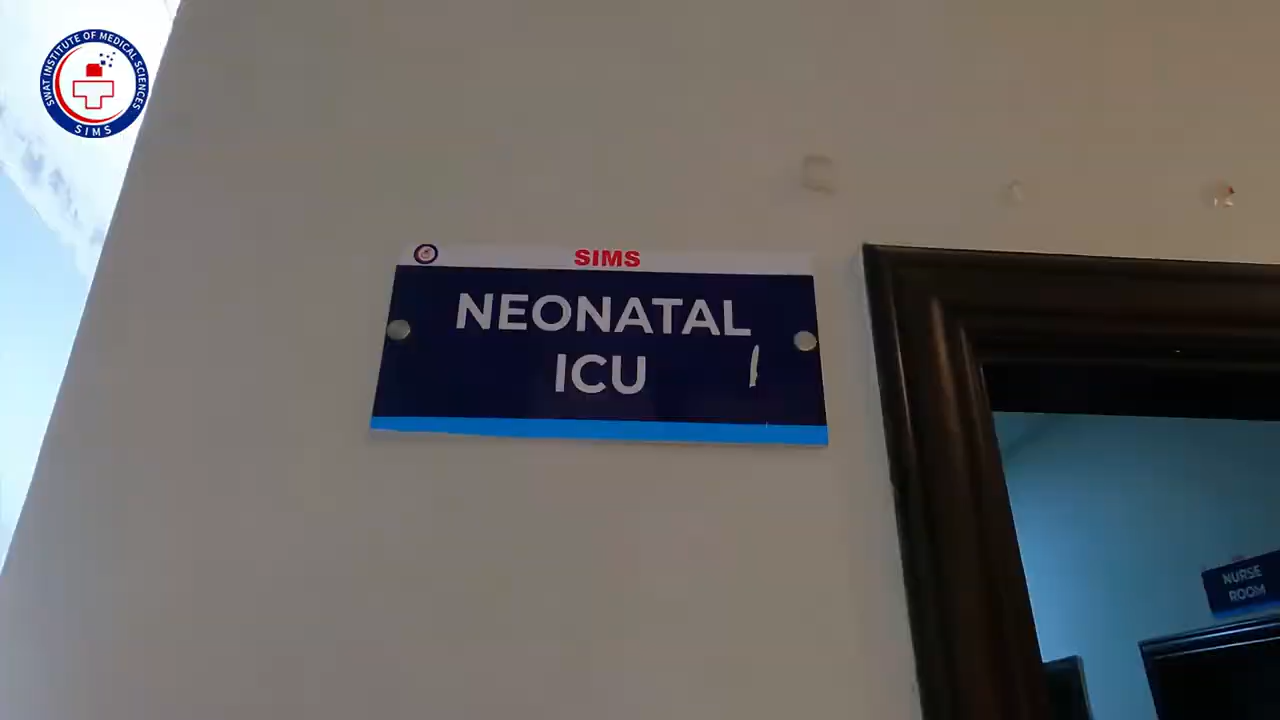 SWAT INSTITUTE OF MEDICAL SCIENCES
SIMS
SIMS
NEONATAL
ICU
NURSE
ROOM